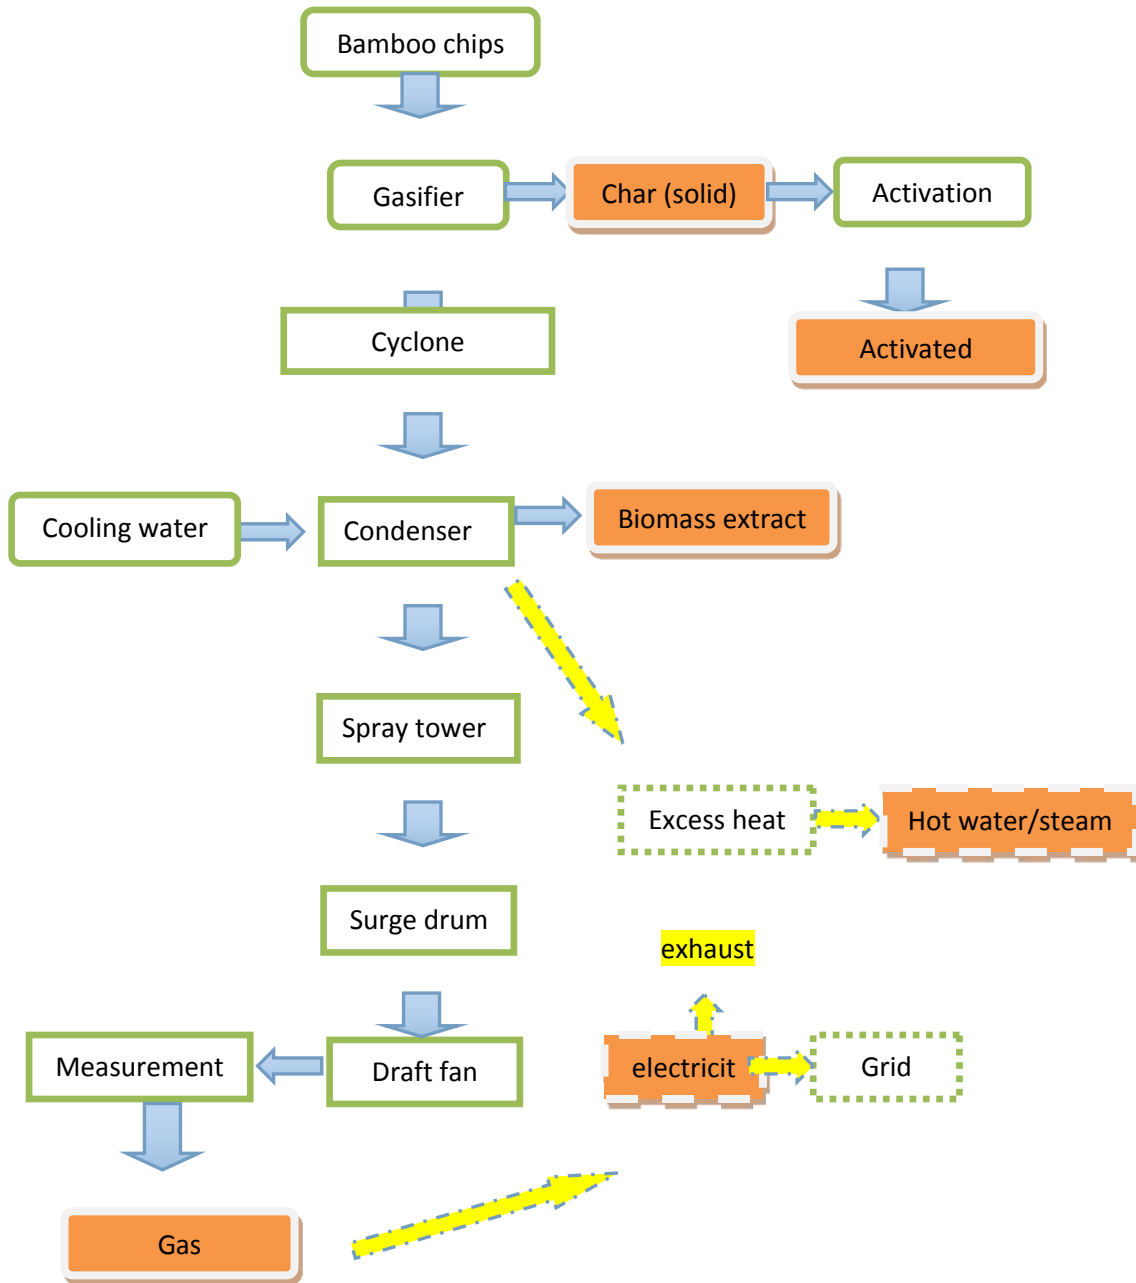 Bamboo chips
Gasifier
Char (solid)
Activation
Cyclone
Activated
Cooling water
Condenser
Biomass extract
Spray tower
Excess heat
Hot water/steam
Surge drum
exhaust
Measurement
Draft fan
electricit
Grid
Gas